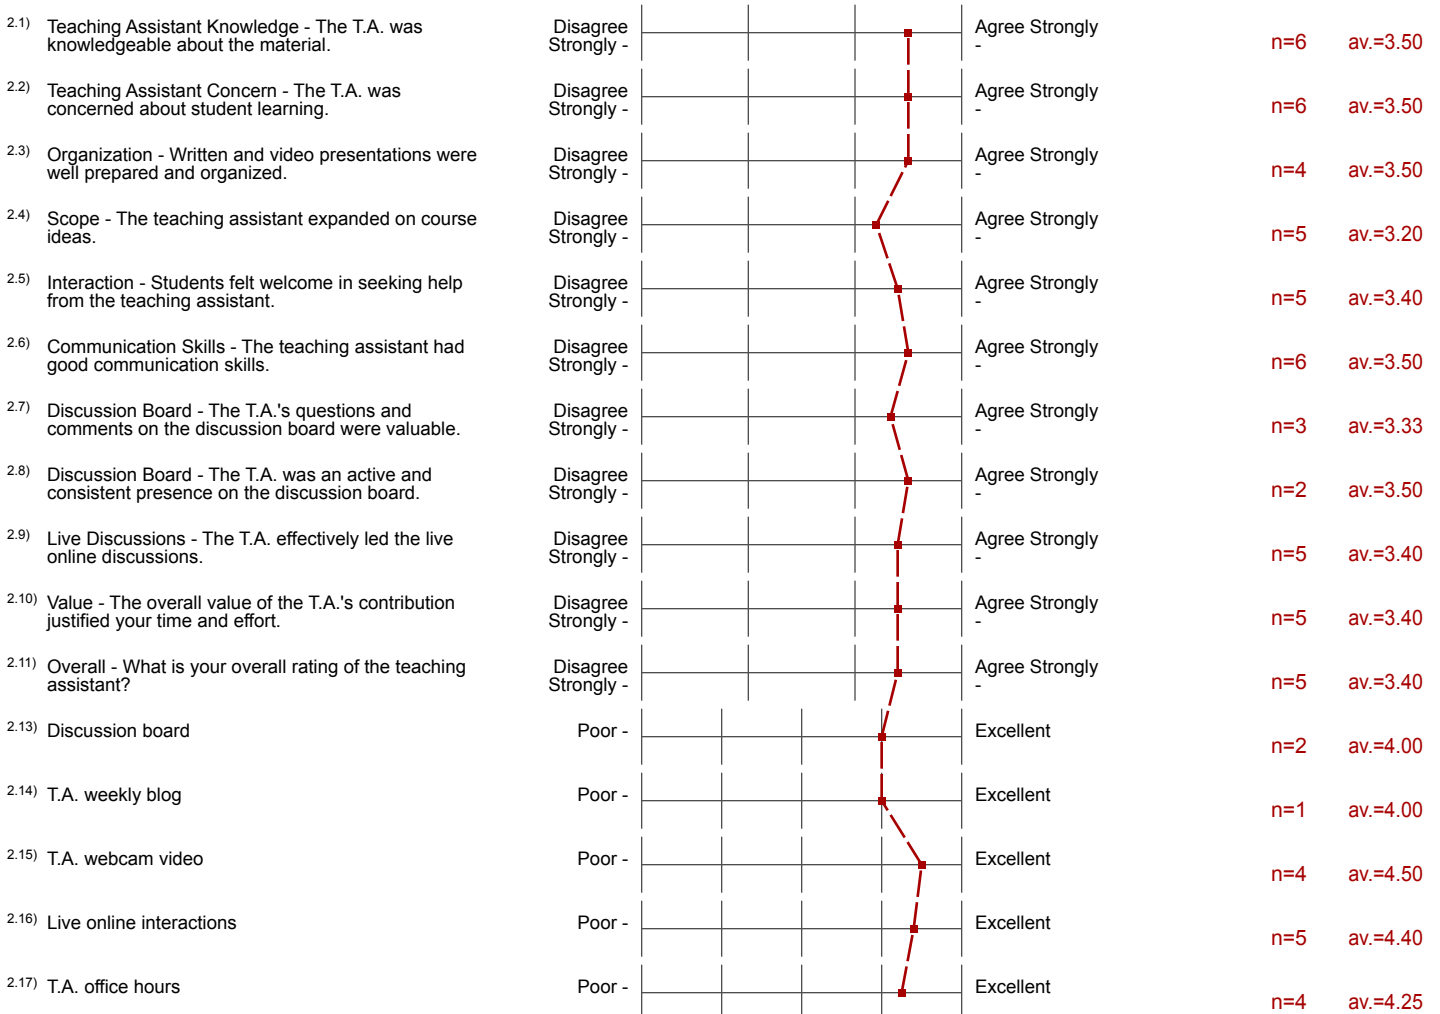 2.1) Teaching Assistant Knowledge - The T.A. was
knowledgeable about the material.
Disagree
Strongly -
Agree Strongly
-
n=6 av.=3.50
2.2) Teaching Assistant Concern - The T.A. was
concerned about student learning.
Disagree
Strongly -
Agree Strongly
-
n=6 av.=3.50
2.3) Organization - Written and video presentations were
well prepared and organized.
Disagree
Strongly -
Agree Strongly
-
n=4 av.=3.50
2.4) Scope - The teaching assistant expanded on course
ideas.
Disagree
Strongly -
Agree Strongly
-
n=5 av.=3.20
2.5) Interaction - Students felt welcome in seeking help
from the teaching assistant.
Disagree
Strongly -
Agree Strongly
-
n=5 av.=3.40
2.6) Communication Skills - The teaching assistant had
good communication skills.
Disagree
Strongly -
Agree Strongly
-
n=6 av.=3.50
2.7) Discussion Board - The T.A.'s questions and
comments on the discussion board were valuable.
Disagree
Strongly -
Agree Strongly
-
n=3 av.=3.33
2.8) Discussion Board - The T.A. was an active and
consistent presence on the discussion board.
Disagree
Strongly -
Agree Strongly
-
n=2 av.=3.50
2.9) Live Discussions - The T.A. effectively led the live
online discussions.
Disagree
Strongly -
Agree Strongly
-
n=5 av.=3.40
2.10) Value - The overall value of the T.A.'s contribution
justified your time and effort.
Disagree
Strongly -
Agree Strongly
-
n=5 av.=3.40
2.11) Overall - What is your overall rating of the teaching
assistant?
Disagree
Strongly -
Agree Strongly
-
n=5 av.=3.40
2.13) Discussion board
Poor -
Excellent
n=2 av.=4.00
2.14) T.A. weekly blog
Poor -
Excellent
n=1 av.=4.00
2.15) T.A. webcam video
Poor -
Excellent
n=4 av.=4.50
2.16) Live online interactions
Poor -
Excellent
n=5 av.=4.40
2.17) T.A. office hours
Poor -
Excellent
n=4 av.=4.25